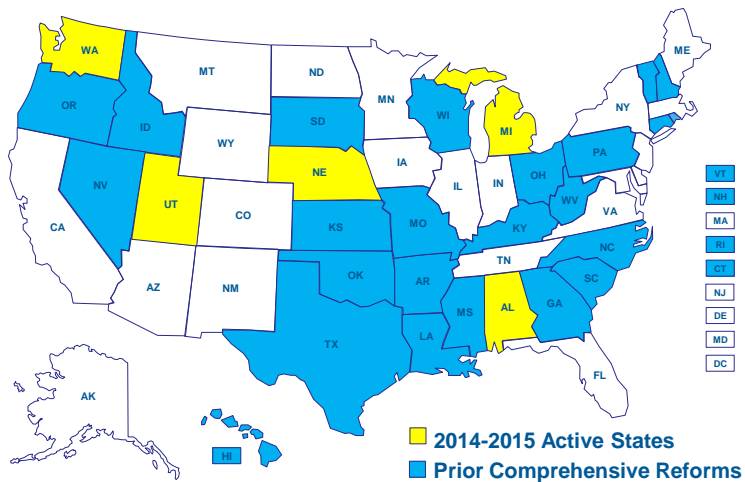 WA
MT
ND
ME
OR
ID
SD
MN
WI
NY
WY
MI
NE
IA
PA
NV
UT
IL
IN
OH
WV
CA
CO
KS
MO
KY
VA
AZ
NM
OK
AR
TN
NC
SC
TX
LA
MS
AL
GA
FL
AK
HI
VT
NH
MA
RI
CT
NJ
DE
MD
DC
2014-2015 Active States
Prior Comprehensive Reforms